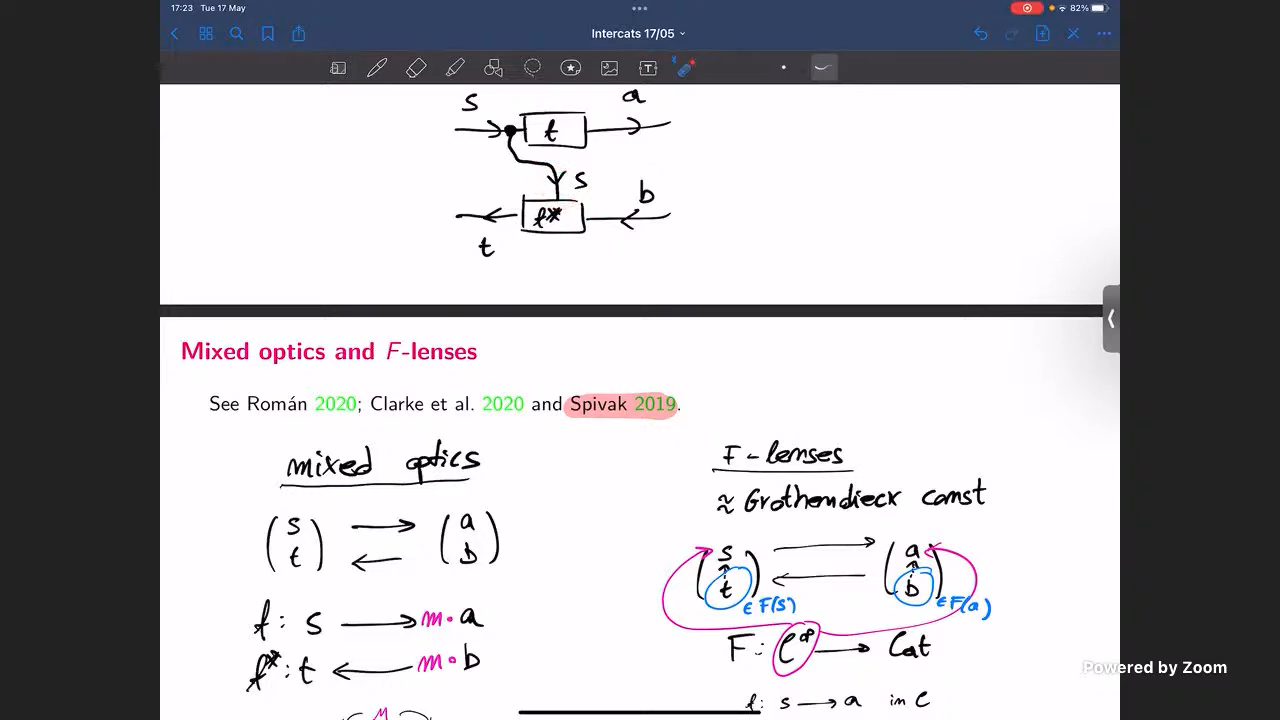 17:23 Tue 17 May
82%
Intercats 17/05
s
a
f
s
b
f*
t
Mixed optics and F-lenses
See Román 2020; Clarke et al. 2020 and Spivak 2019.
mixed optics
F-lenses
≈ Grothendieck const
( s t ) ⟶ ⟵ ( a b )
( s t ) ⟶ ⟵ ( a b )
∈ F(s)
∈ F(a)
f: s ⟶ m • a
F: C^op ⟶ Cat
f*: t ⟵ m • b
f: s ⟶ a in C
M
Powered by Zoom